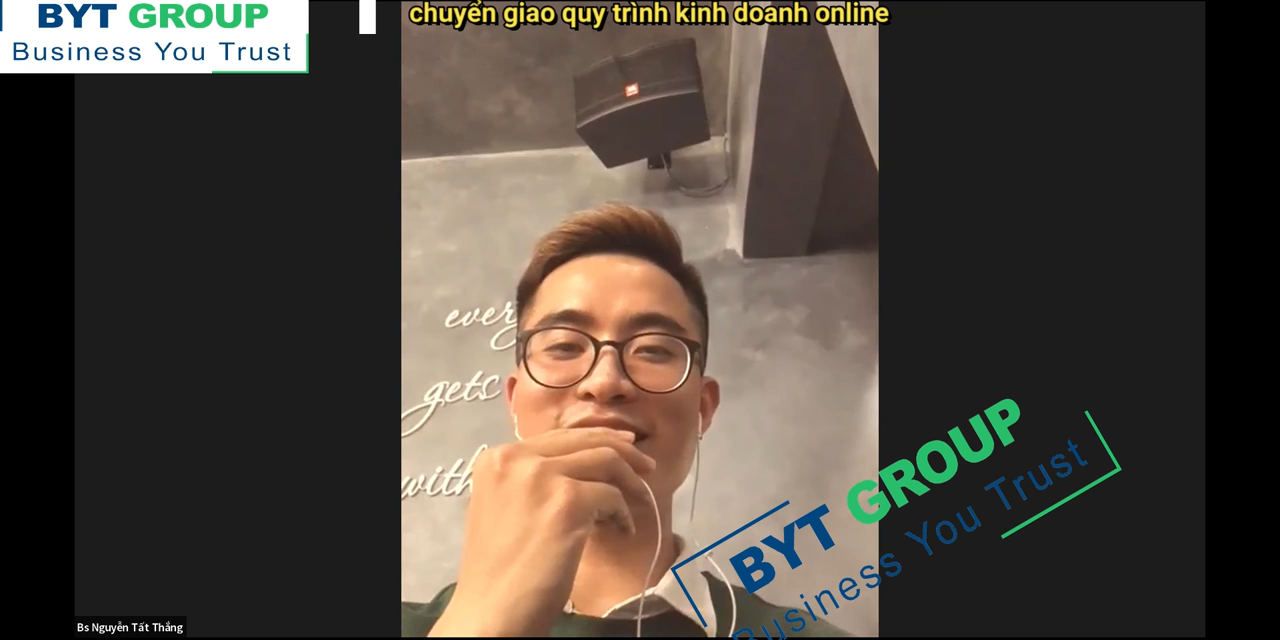 BYT GROUP
Business You Trust
chuyển giao quy trình kinh doanh online
JBL
every
gets
with
BYT GROUP
Business You Trust
Bs Nguyễn Tất Thắng